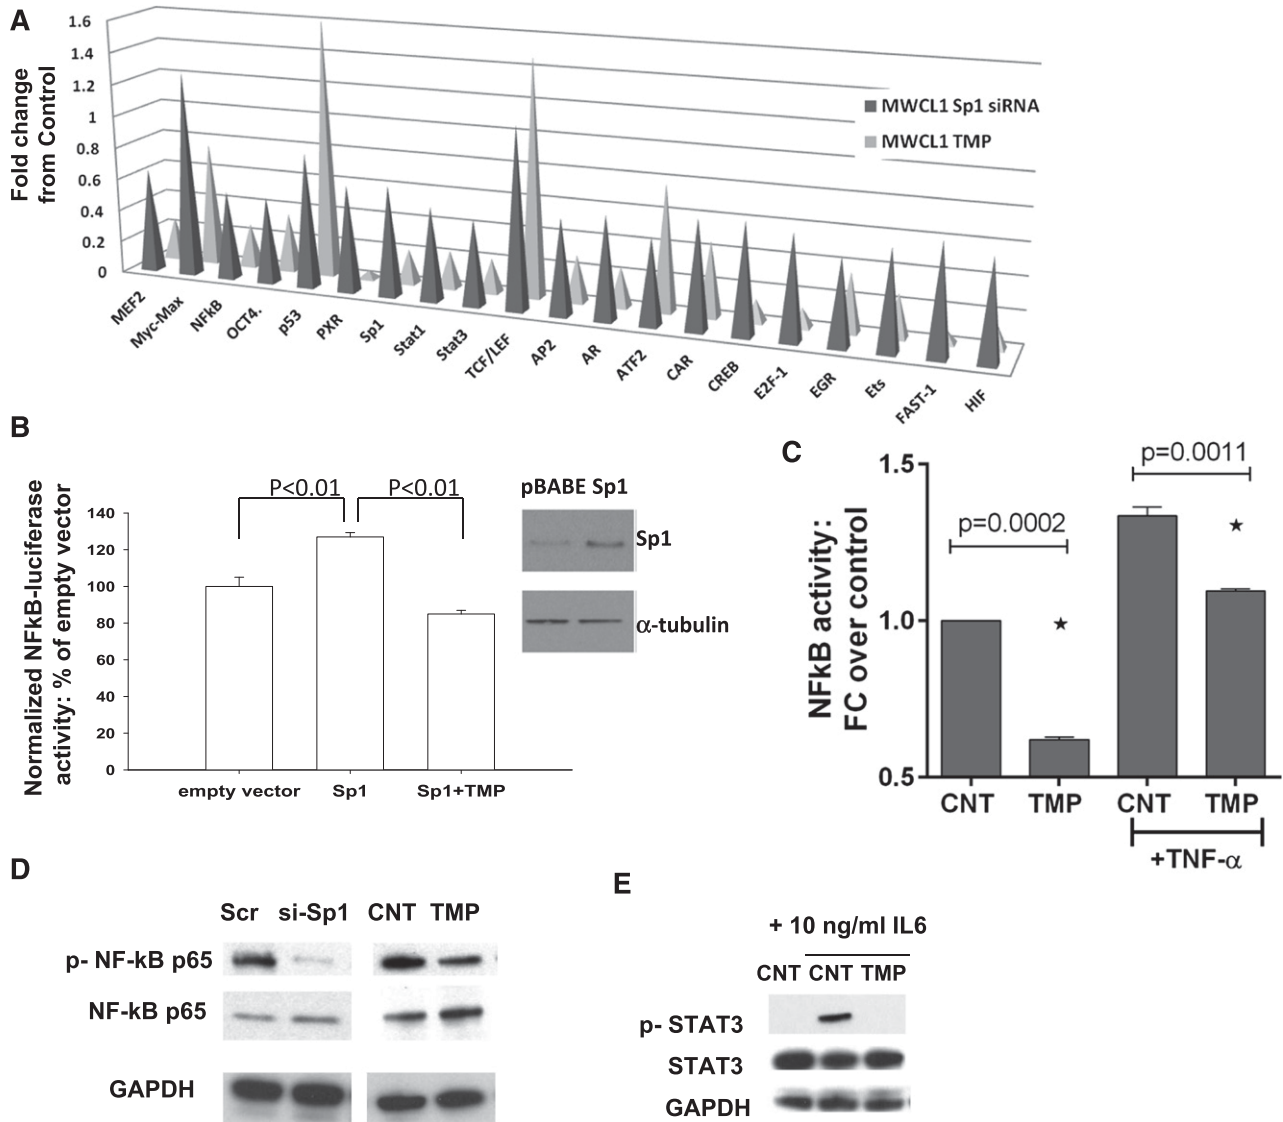 A
Fold change
from Control
1.6
1.4
1.2
1
0.8
0.6
0.4
0.2
0
MWCL1 Sp1 siRNA
MWCL1 TMP
MEF2
Myc-Max
NFkB
OCT4.
p53
PXR
Sp1
Stat1
Stat3
TCF/LEF
AP2
AR
ATF2
CAR
CREB
E2F-1
EGR
Ets
FAST-1
HIF
B
Normalized NFkB-luciferase
activity: % of empty vector
140
120
100
80
60
40
20
0
P<0.01
P<0.01
empty vector
Sp1
Sp1+TMP
pBABE Sp1
Sp1
α-tubulin
C
NFkB activity:
FC over control
1.5
1.0
0.5
p=0.0002
p=0.0011
★
★
CNT
TMP
CNT
TMP
+TNF-α
D
Scr si-Sp1 CNT TMP
p- NF-kB p65
NF-kB p65
GAPDH
E
+ 10 ng/ml IL6
CNT CNT TMP
p- STAT3
STAT3
GAPDH